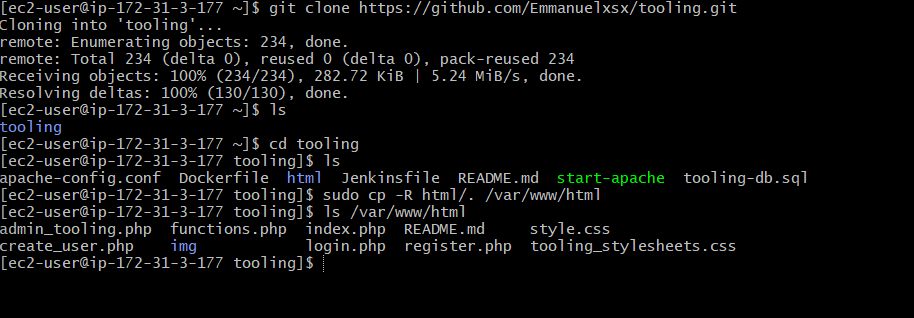 [ec2-user@ip-172-31-3-177 ~]$ git clone https://github.com/Emmanuelxsx/tooling.git
Cloning into 'tooling'...
remote: Enumerating objects: 234, done.
remote: Total 234 (delta 0), reused 0 (delta 0), pack-reused 234
Receiving objects: 100% (234/234), 282.72 KiB | 5.24 MiB/s, done.
Resolving deltas: 100% (130/130), done.
[ec2-user@ip-172-31-3-177 ~]$ ls
tooling
[ec2-user@ip-172-31-3-177 ~]$ cd tooling
[ec2-user@ip-172-31-3-177 tooling]$ ls
apache-config.conf  Dockerfile  html  Jenkinsfile  README.md  start-apache  tooling-db.sql
[ec2-user@ip-172-31-3-177 tooling]$ sudo cp -R html/. /var/www/html
[ec2-user@ip-172-31-3-177 tooling]$ ls /var/www/html
admin_tooling.php  functions.php  index.php  README.md     style.css
create_user.php    img            login.php  register.php  tooling_stylesheets.css
[ec2-user@ip-172-31-3-177 tooling]$